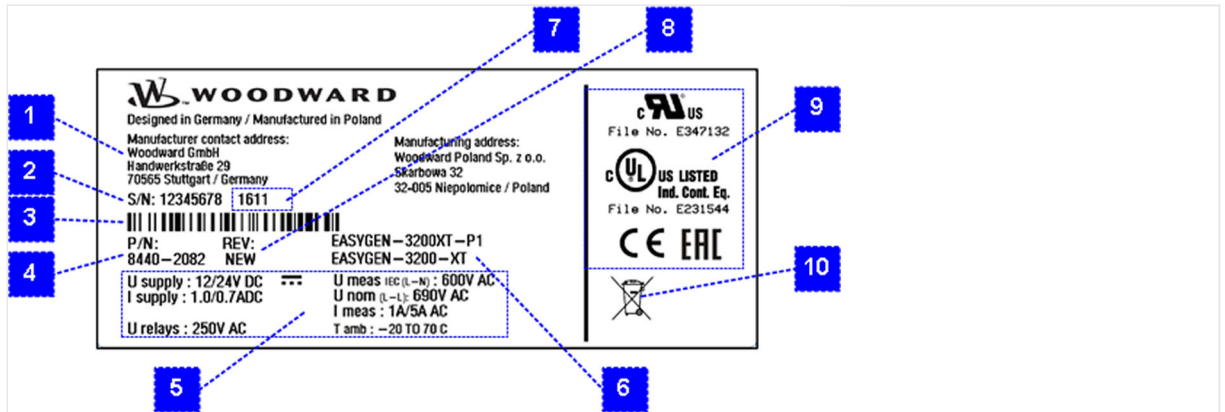 7
8
WOODWARD
Designed in Germany / Manufactured in Poland
1
Manufacturer contact address:
Woodward GmbH
Handwerkstraße 29
70565 Stuttgart / Germany
Manufacturing address:
Woodward Poland Sp. z o.o.
Skarbowa 32
32-005 Niepolomice / Poland
2
S/N: 12345678 1611
3
4
P/N: REV: EASYGEN-3200XT-P1
8440-2082 NEW EASYGEN-3200-XT
U supply : 12/24V DC
I supply : 1.0/0.7ADC
U relays : 250V AC
U meas IEC (L-N) : 600V AC
U nom (L-L): 690V AC
I meas : 1A/5A AC
T amb : -20 TO 70 C
5
6
C RU US
File No. E347132
C UL US LISTED
Ind. Cont. Eq.
File No. E231544
CE EAC
9
10